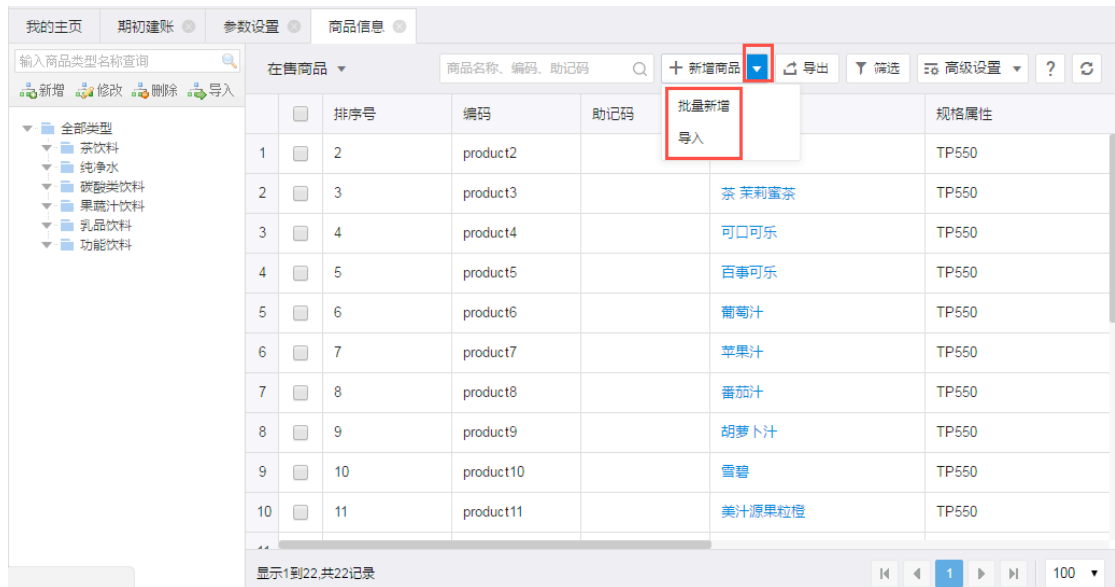 我的主页 期初建账 参数设置 商品信息
输入商品类型名称查询
新增 修改 删除 导入
全部类型
茶饮料
纯净水
碳酸类饮料
果蔬汁饮料
乳品饮料
功能饮料
在售商品 商品名称、编码、助记码 新增商品 导出 筛选 高级设置 ?
批量新增
导入
排序号 编码 助记码 规格属性
1 2 product2 TP550
2 3 product3 茶 茉莉蜜茶 TP550
3 4 product4 可口可乐 TP550
4 5 product5 百事可乐 TP550
5 6 product6 葡萄汁 TP550
6 7 product7 苹果汁 TP550
7 8 product8 番茄汁 TP550
8 9 product9 胡萝卜汁 TP550
9 10 product10 雪碧 TP550
10 11 product11 美汁源果粒橙 TP550
显示1到22,共22记录 1 100